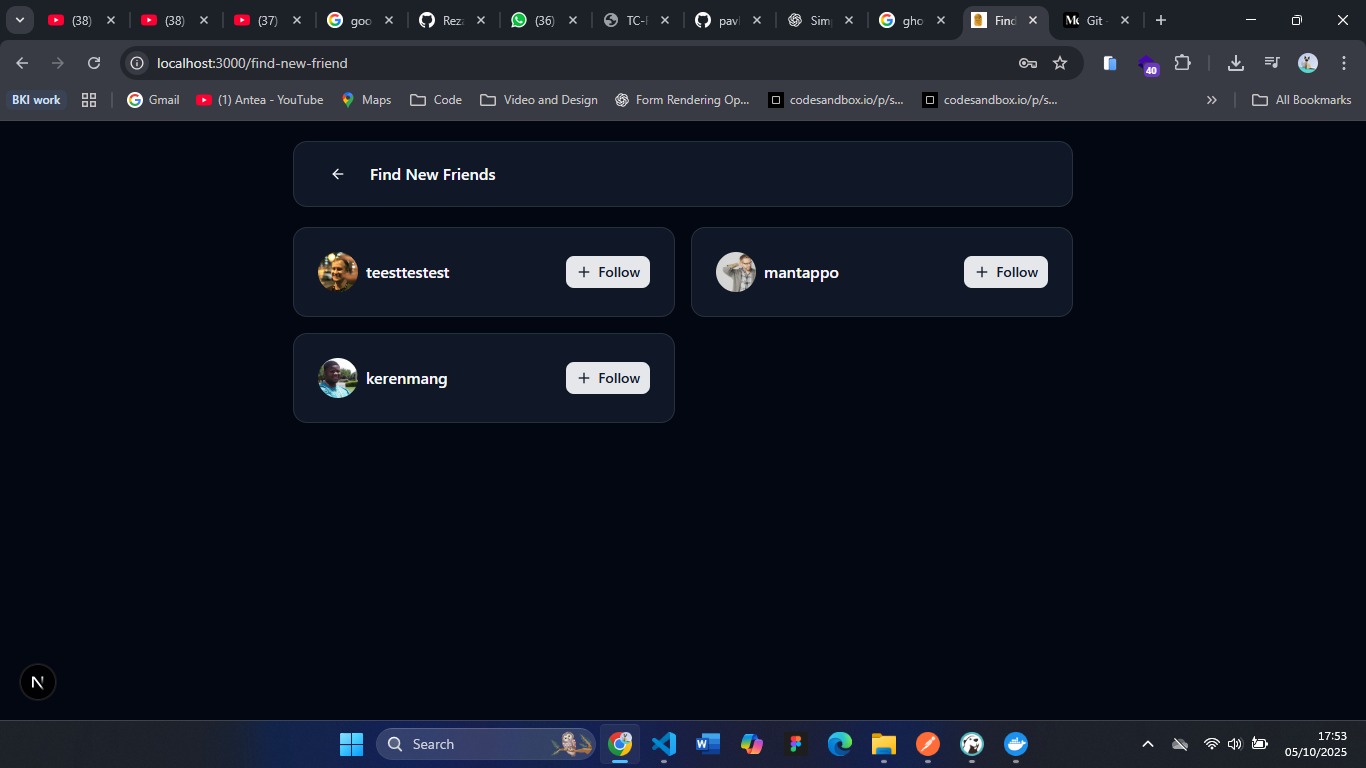 (38)
(38)
(37)
goo
Reza
(36)
TC-
pavl
Sim
gho
Find
Git -
localhost:3000/find-new-friend
40
BKI work
Gmail
(1) Antea - YouTube
Maps
Code
Video and Design
Form Rendering Op...
codesandbox.io/p/s...
codesandbox.io/p/s...
All Bookmarks
Find New Friends
teesttestest
Follow
mantappo
Follow
kerenmang
Follow
N
Search
17:53
05/10/2025